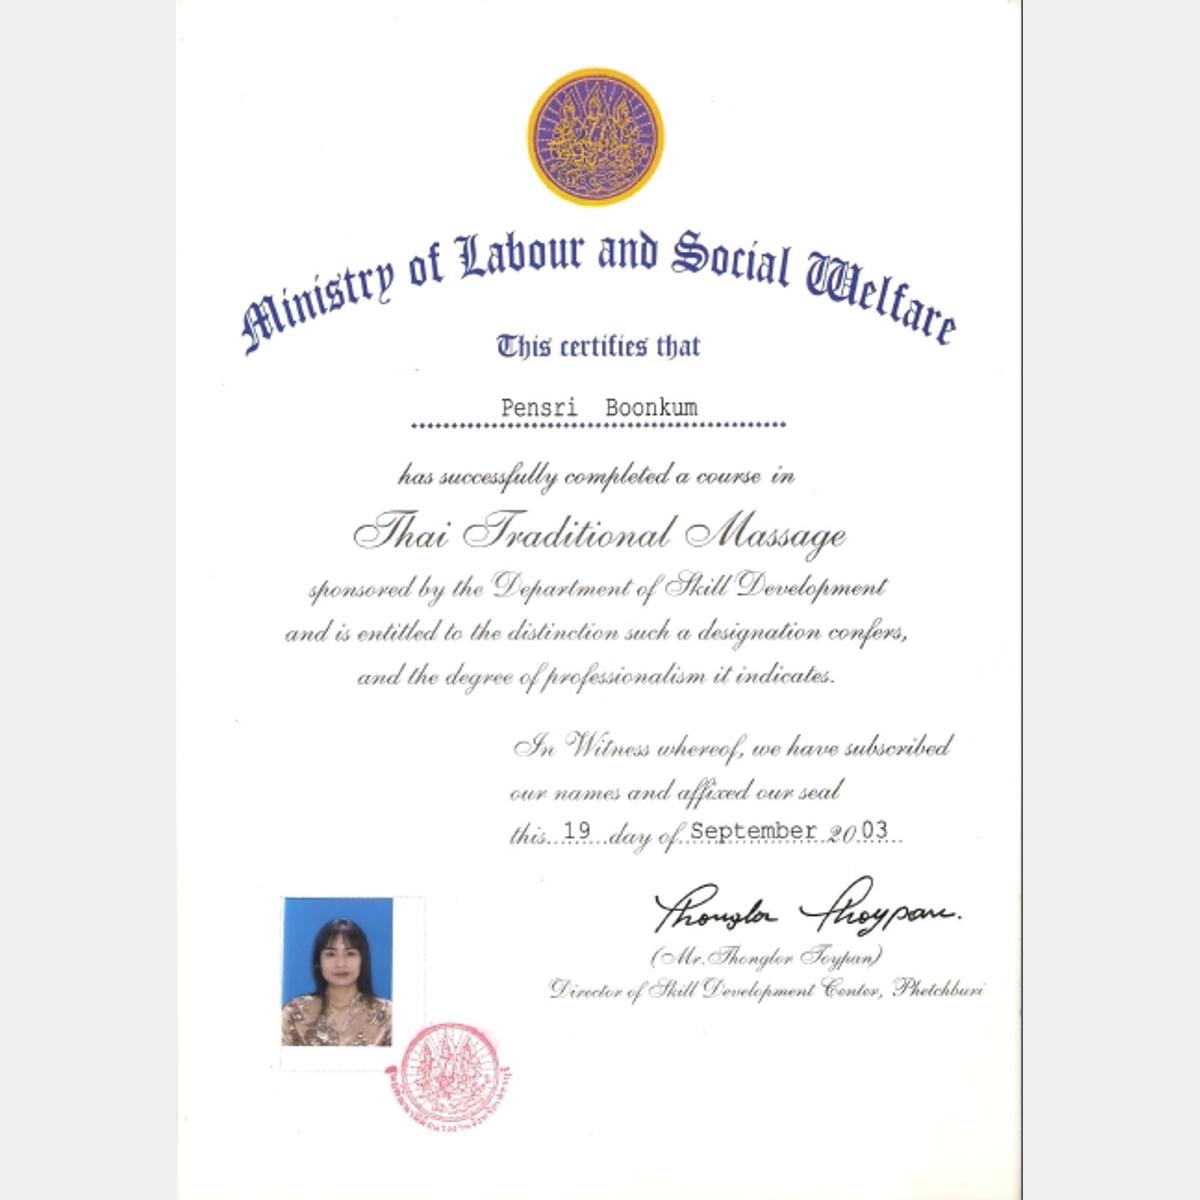 Ministry of Labour and Social Welfare
This certifies that
Pensri Boonkum
has successfully completed a course in
Thai Traditional Massage
sponsored by the Department of Skill Development
and is entitled to the distinction such a designation confers,
and the degree of professionalism it indicates.
In Witness whereof, we have subscribed
our names and affixed our seal
this 19 day of September 2003
Thonglor Thoypan.
(Mr. Thonglor Toypan)
Director of Skill Development Center, Phetchburi